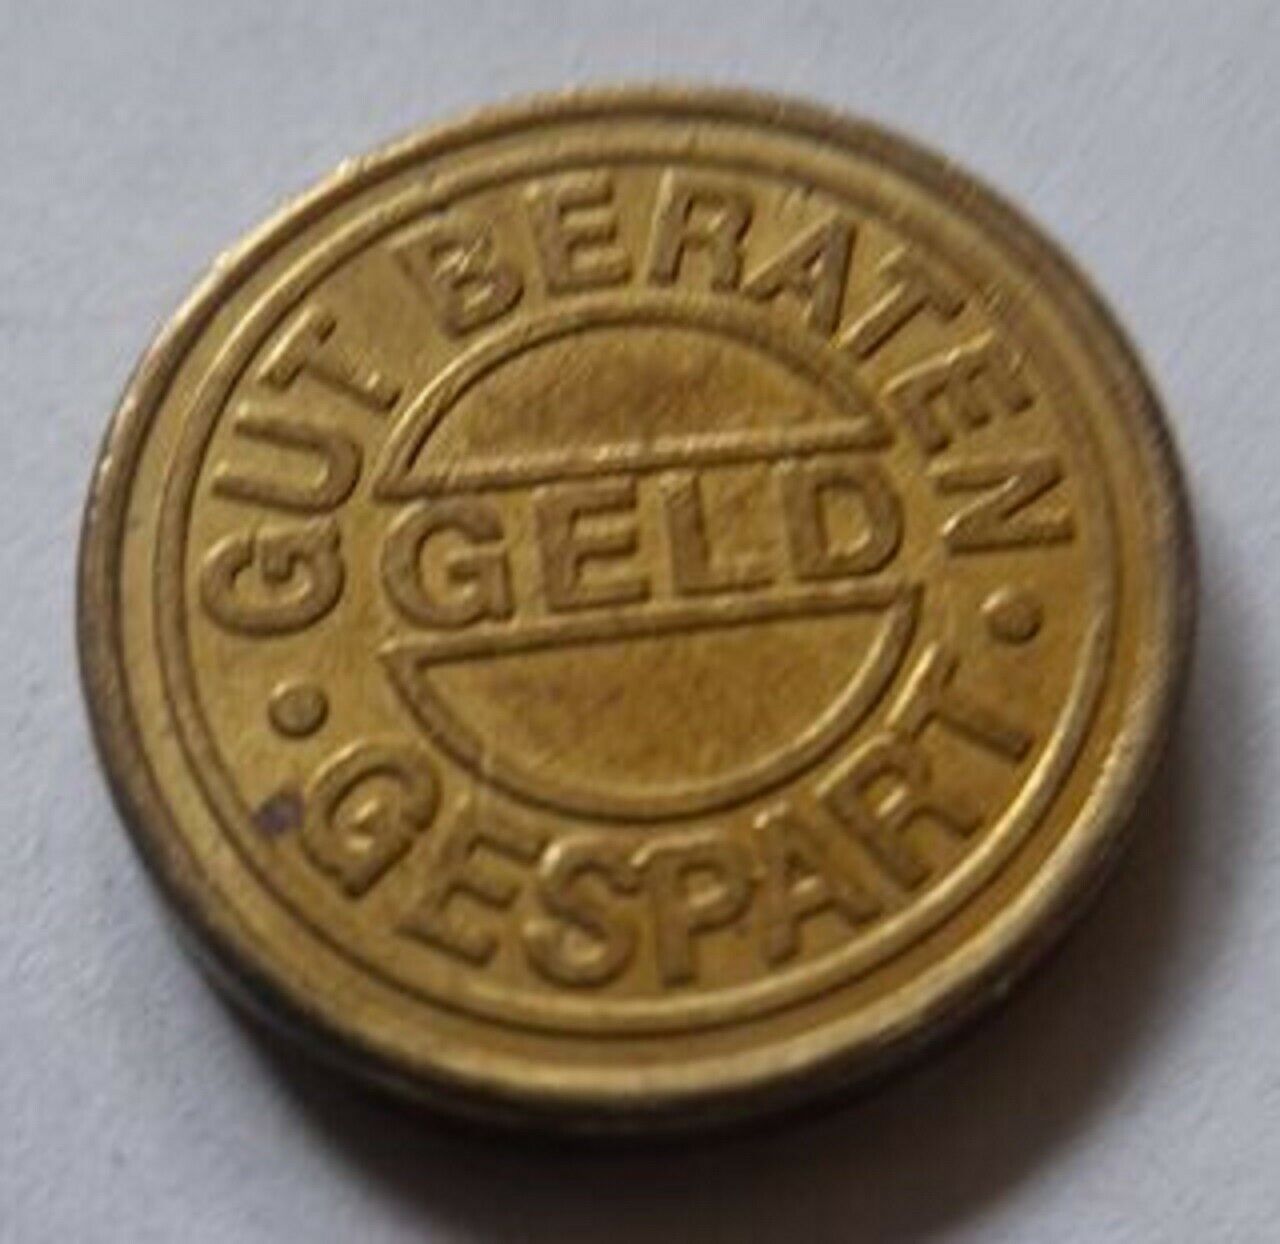 GUT BERATEN
GELD
· GESPART ·